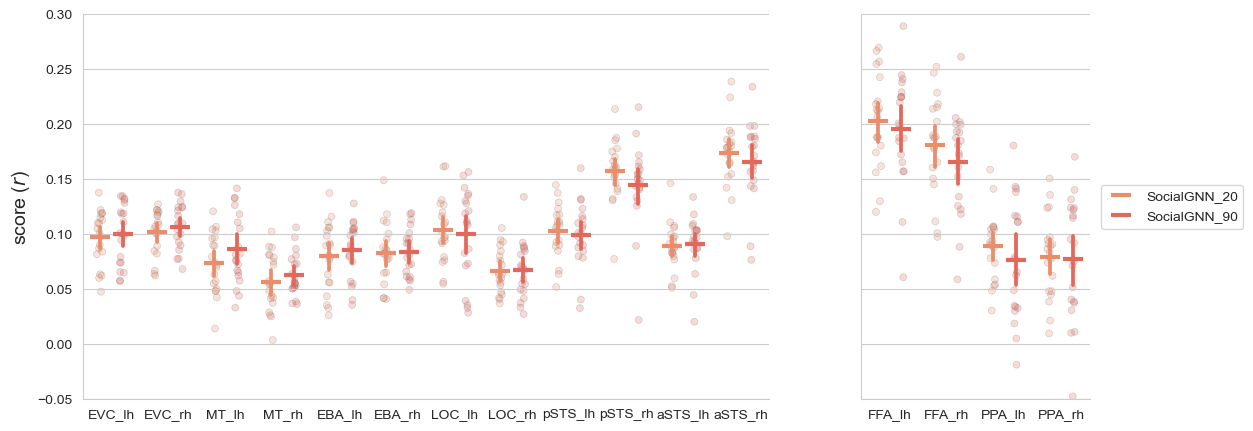 score (r)
0.30
0.25
0.20
0.15
0.10
0.05
0.00
−0.05
EVC_lh EVC_rh MT_lh MT_rh EBA_lh EBA_rh LOC_lh LOC_rh pSTS_lh pSTS_rh aSTS_lh aSTS_rh
FFA_lh FFA_rh PPA_lh PPA_rh
SocialGNN_20
SocialGNN_90